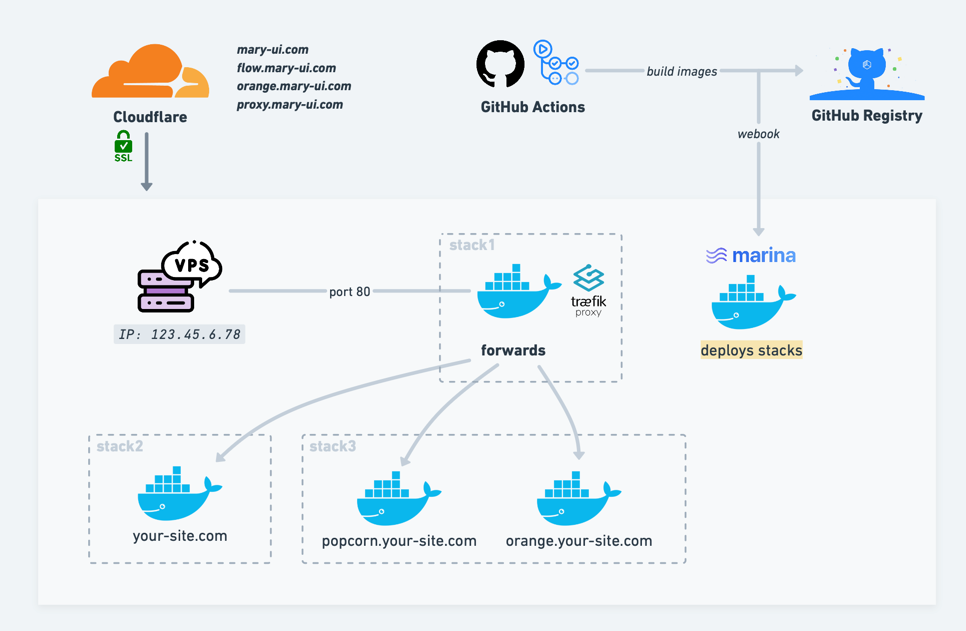 mary-ui.com
flow.mary-ui.com
orange.mary-ui.com
proxy.mary-ui.com
Cloudflare
SSL
GitHub Actions
build images
GitHub Registry
webook
VPS
IP: 123.45.6.78
port 80
stack1
træfik
proxy
forwards
marina
deploys stacks
stack2
your-site.com
stack3
popcorn.your-site.com
orange.your-site.com